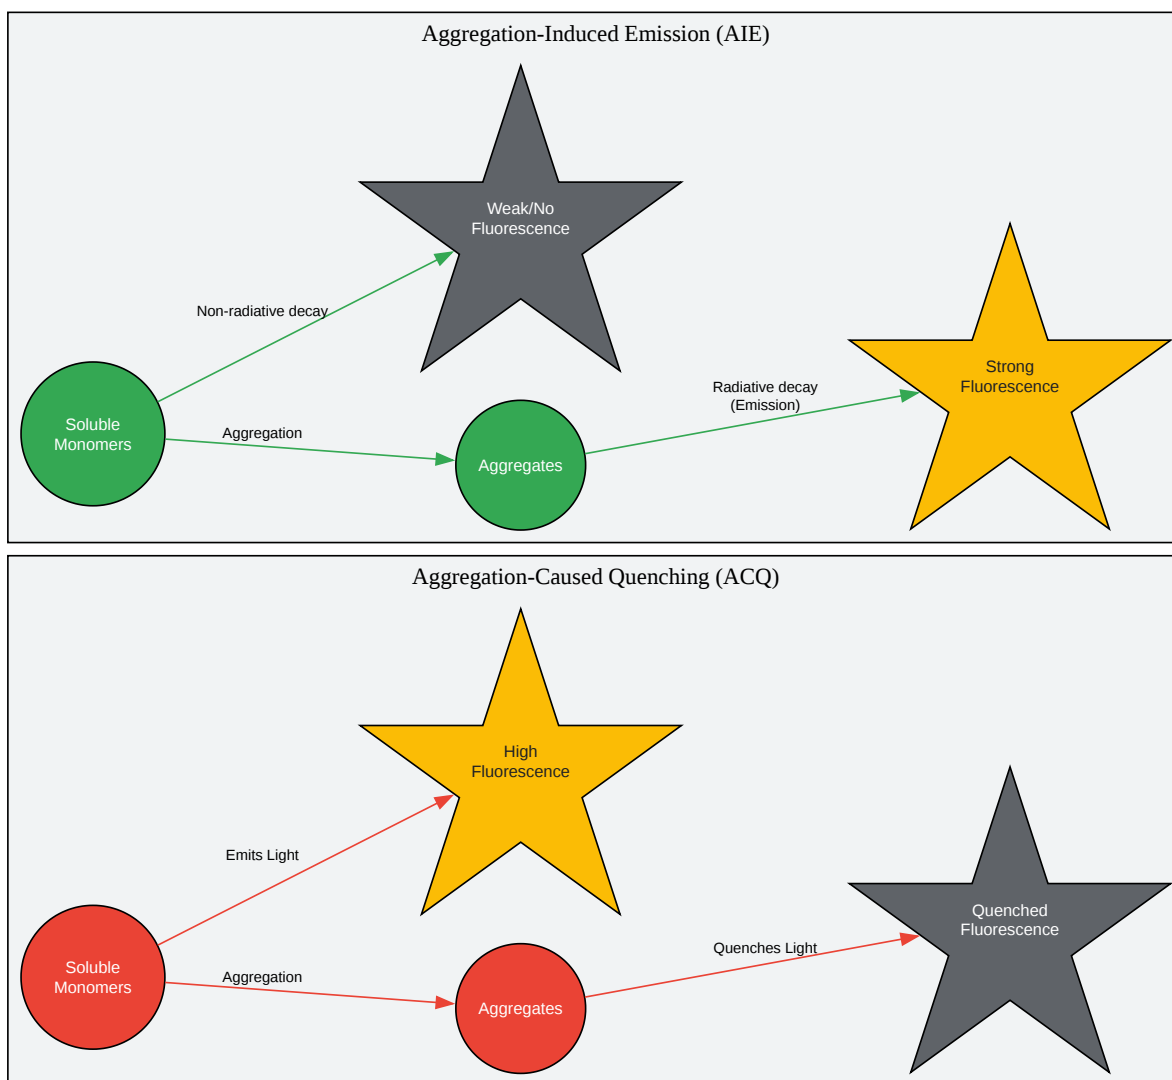 Aggregation-Induced Emission (AIE)
Weak/No
Fluorescence
Non-radiative decay
Strong
Fluorescence
Radiative decay
(Emission)
Soluble
Monomers
Aggregation
Aggregates
Aggregation-Caused Quenching (ACQ)
High
Fluorescence
Emits Light
Quenched
Fluorescence
Quenches Light
Soluble
Monomers
Aggregation
Aggregates